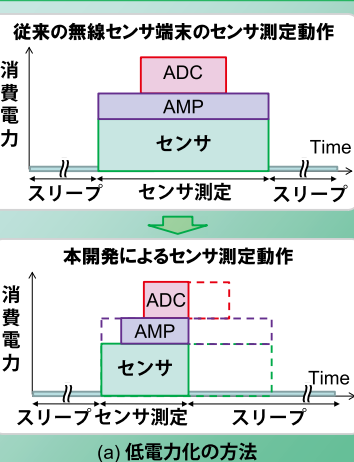 従来の無線センサ端末のセンサ測定動作
消費電力
ADC
AMP
センサ
Time
スリープ
センサ測定
スリープ
本開発によるセンサ測定動作
消費電力
ADC
AMP
センサ
Time
スリープ
センサ測定
スリープ
(a) 低電力化の方法